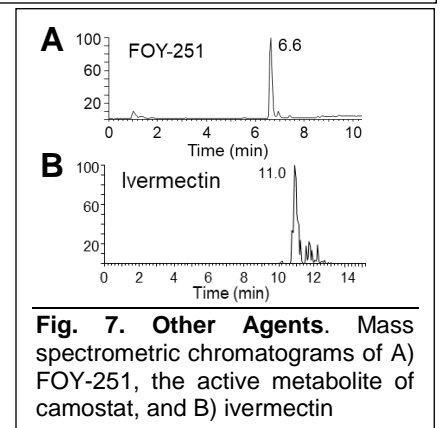 A
FOY-251
6.6
100
60
20
0 2 4 6 8 10
Time (min)
B
Ivermectin
11.0
100
60
20
0 2 4 6 8 10 12 14
Time (min)
Fig. 7. Other Agents. Mass
spectrometric chromatograms of A)
FOY-251, the active metabolite of
camostat, and B) ivermectin